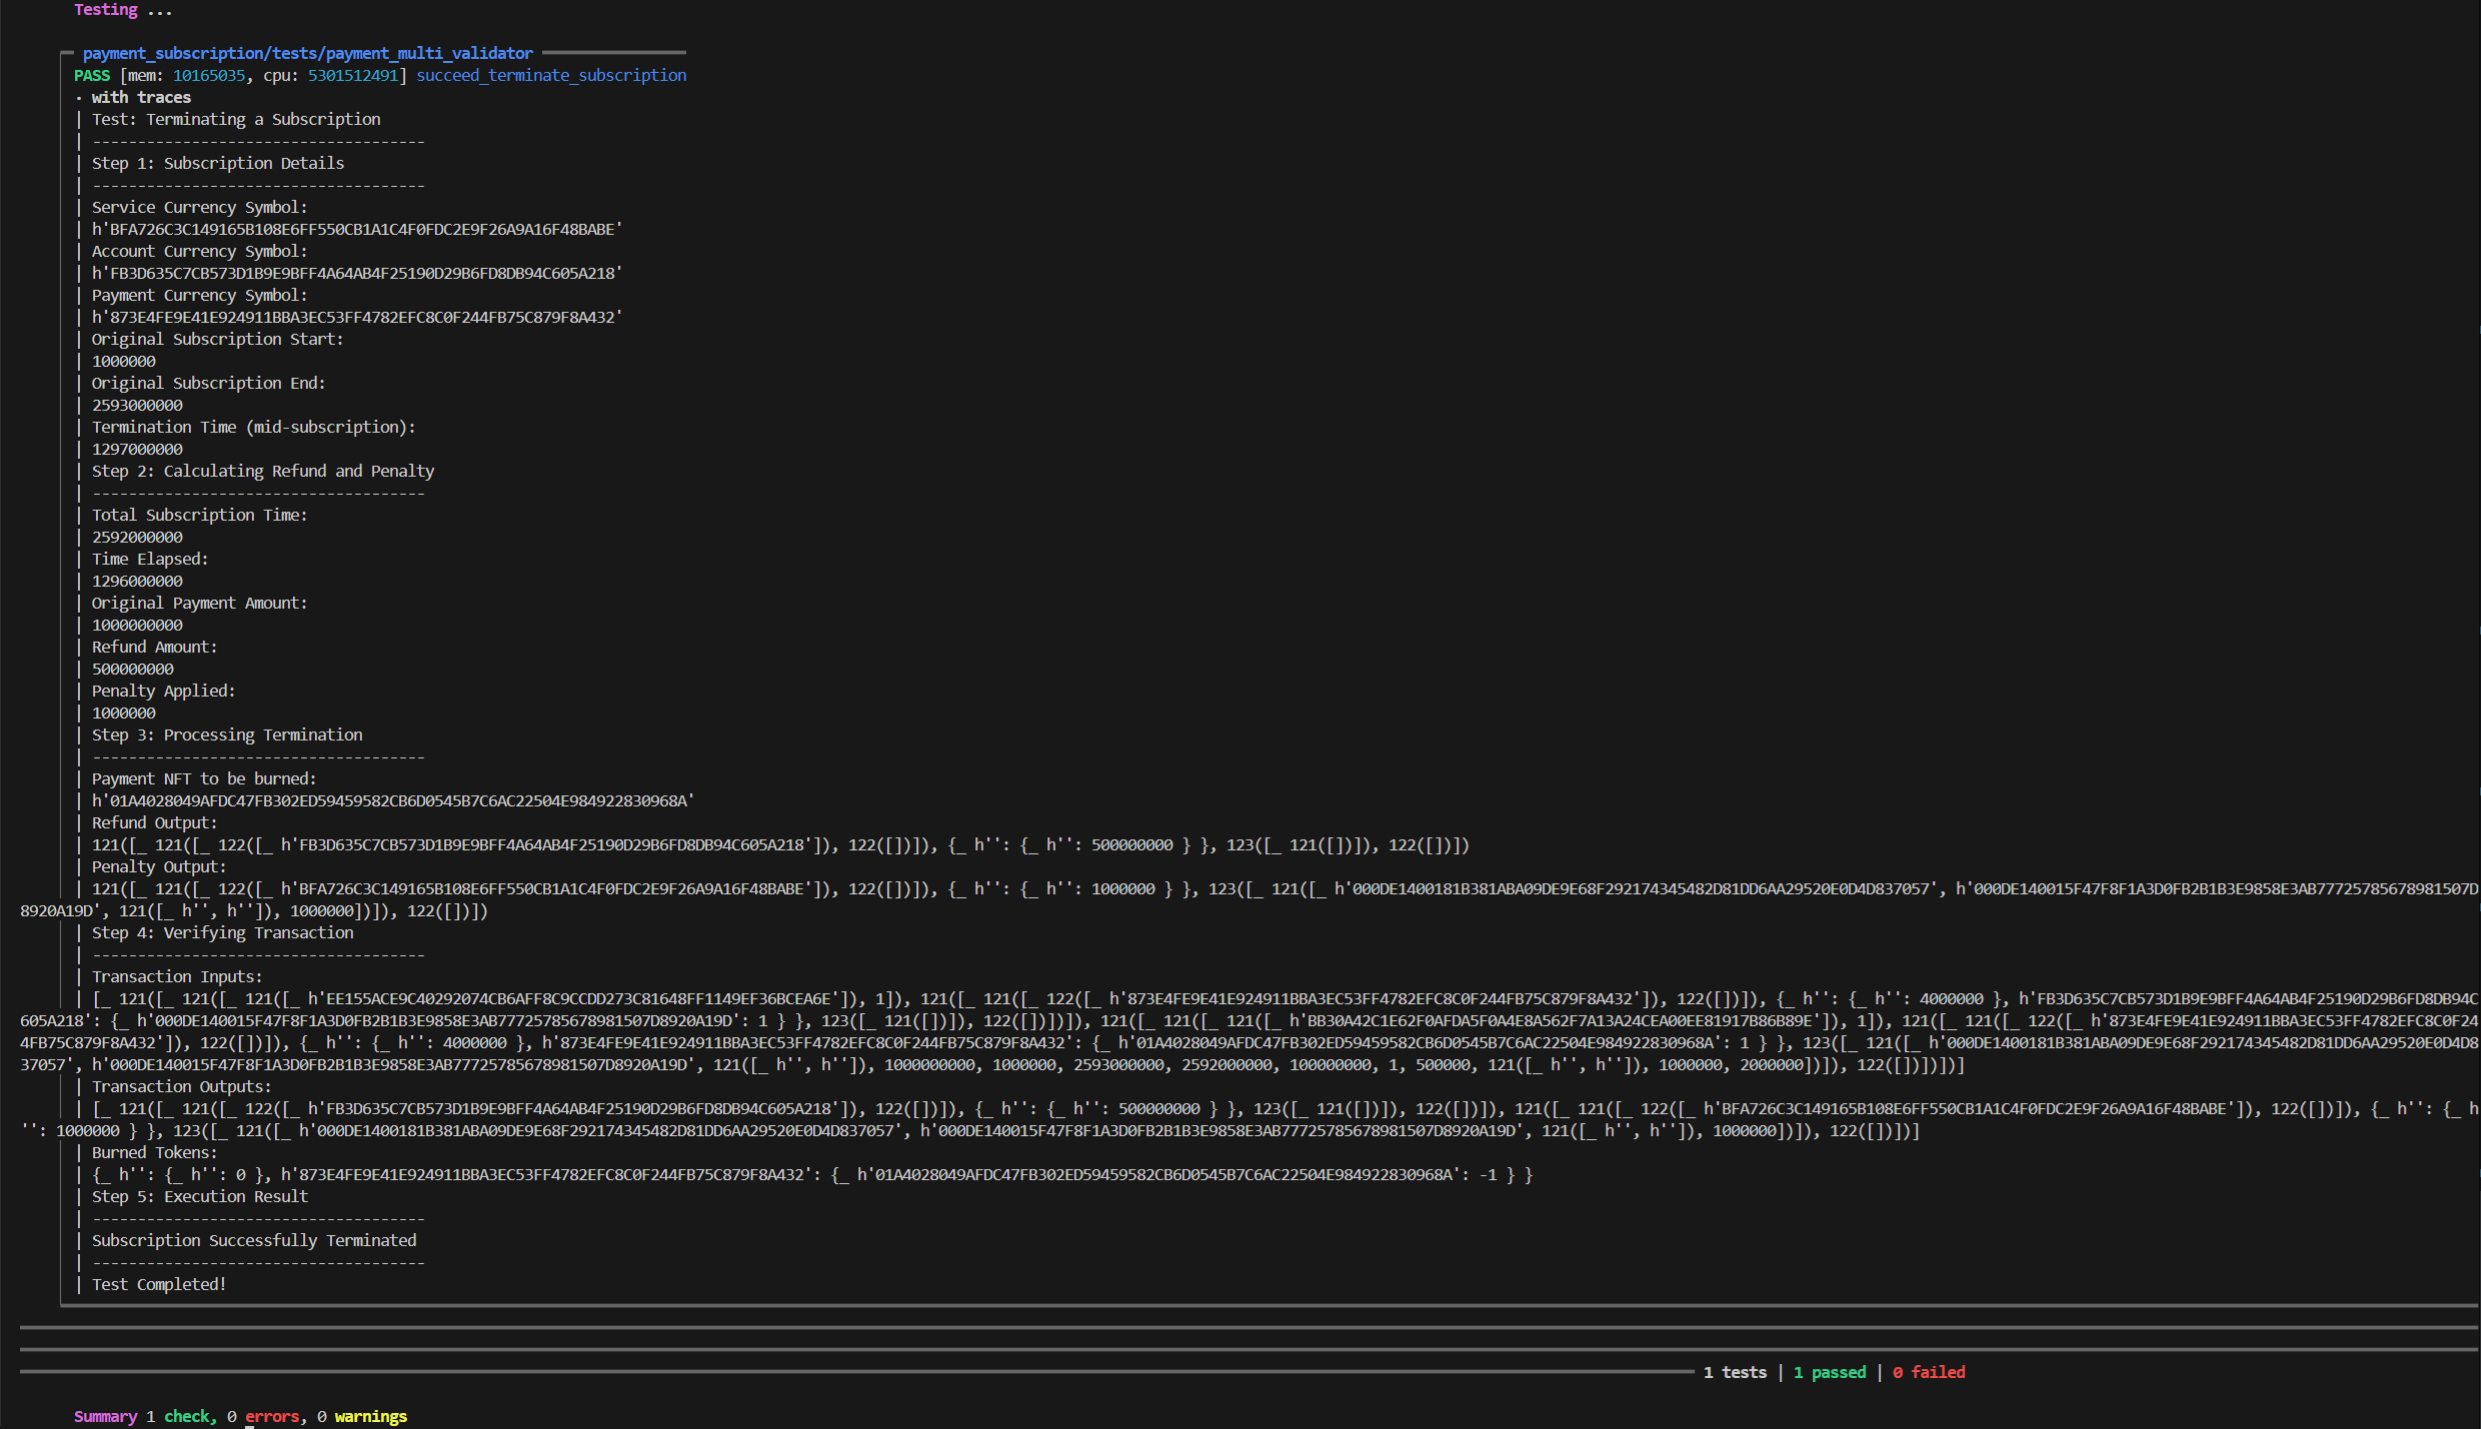 Testing ...
payment_subscription/tests/payment_multi_validator
PASS [mem: 10165035, cpu: 5301512491] succeed_terminate_subscription
· with traces
| Test: Terminating a Subscription
| -------------------------------------
| Step 1: Subscription Details
| -------------------------------------
| Service Currency Symbol:
| h'BFA726C3C149165B108E6FF550CB1A1C4F0FDC2E9F26A9A16F48BABE'
| Account Currency Symbol:
| h'FB3D635C7CB573D1B9E9BFF4A64AB4F25190D29B6FD8DB94C605A218'
| Payment Currency Symbol:
| h'873E4FE9E41E924911BBA3EC53FF4782EFC8C0F244FB75C879F8A432'
| Original Subscription Start:
| 1000000
| Original Subscription End:
| 2593000000
| Termination Time (mid-subscription):
| 1297000000
| Step 2: Calculating Refund and Penalty
| -------------------------------------
| Total Subscription Time:
| 2592000000
| Time Elapsed:
| 1296000000
| Original Payment Amount:
| 1000000000
| Refund Amount:
| 500000000
| Penalty Applied:
| 1000000
| Step 3: Processing Termination
| -------------------------------------
| Payment NFT to be burned:
| h'01A4028049AFDC47FB302ED59459582CB6D0545B7C6AC22504E984922830968A'
| Refund Output:
| 121([_ 121([_ 122([_ h'FB3D635C7CB573D1B9E9BFF4A64AB4F25190D29B6FD8DB94C605A218']), 122([])]), {_ h'': {_ h'': 500000000 } }, 123([_ 121([])]), 122([])])
| Penalty Output:
| 121([_ 121([_ 122([_ h'BFA726C3C149165B108E6FF550CB1A1C4F0FDC2E9F26A9A16F48BABE']), 122([])]), {_ h'': {_ h'': 1000000 } }, 123([_ 121([_ h'000DE1400181B381ABA09DE9E68F292174345482D81DD6AA29520E0D4D837057', h'000DE140015F47F8F1A3D0FB2B1B3E9858E3AB77725785678981507D
8920A19D', 121([_ h'', h'']), 1000000])]), 122([])])
| Step 4: Verifying Transaction
| -------------------------------------
| Transaction Inputs:
| [_ 121([_ 121([_ 121([_ h'EE155ACE9C40292074CB6AFF8C9CCDD273C81648FF1149EF36BCEA6E']), 1]), 121([_ 121([_ 122([_ h'873E4FE9E41E924911BBA3EC53FF4782EFC8C0F244FB75C879F8A432']), 122([])]), {_ h'': {_ h'': 4000000 }, h'FB3D635C7CB573D1B9E9BFF4A64AB4F25190D29B6FD8DB94C
605A218': {_ h'000DE140015F47F8F1A3D0FB2B1B3E9858E3AB77725785678981507D8920A19D': 1 } }, 123([_ 121([])]), 122([])])]), 121([_ 121([_ 121([_ h'BB30A42C1E62F0AFDA5F0A4E8A562F7A13A24CEA00EE81917B86B89E']), 1]), 121([_ 121([_ 122([_ h'873E4FE9E41E924911BBA3EC53FF4782EFC8C0F24
4FB75C879F8A432']), 122([])]), {_ h'': {_ h'': 4000000 }, h'873E4FE9E41E924911BBA3EC53FF4782EFC8C0F244FB75C879F8A432': {_ h'01A4028049AFDC47FB302ED59459582CB6D0545B7C6AC22504E984922830968A': 1 } }, 123([_ 121([_ h'000DE1400181B381ABA09DE9E68F292174345482D81DD6AA29520E0D4D8
37057', h'000DE140015F47F8F1A3D0FB2B1B3E9858E3AB77725785678981507D8920A19D', 121([_ h'', h'']), 1000000000, 1000000, 2593000000, 2592000000, 100000000, 1, 500000, 121([_ h'', h'']), 1000000, 2000000])]), 122([])])])]
| Transaction Outputs:
| [_ 121([_ 121([_ 122([_ h'FB3D635C7CB573D1B9E9BFF4A64AB4F25190D29B6FD8DB94C605A218']), 122([])]), {_ h'': {_ h'': 500000000 } }, 123([_ 121([])]), 122([])]), 121([_ 121([_ 122([_ h'BFA726C3C149165B108E6FF550CB1A1C4F0FDC2E9F26A9A16F48BABE']), 122([])]), {_ h'': {_ h
'': 1000000 } }, 123([_ 121([_ h'000DE1400181B381ABA09DE9E68F292174345482D81DD6AA29520E0D4D837057', h'000DE140015F47F8F1A3D0FB2B1B3E9858E3AB77725785678981507D8920A19D', 121([_ h'', h'']), 1000000])]), 122([])])]
| Burned Tokens:
| {_ h'': {_ h'': 0 }, h'873E4FE9E41E924911BBA3EC53FF4782EFC8C0F244FB75C879F8A432': {_ h'01A4028049AFDC47FB302ED59459582CB6D0545B7C6AC22504E984922830968A': -1 } }
| Step 5: Execution Result
| -------------------------------------
| Subscription Successfully Terminated
| -------------------------------------
| Test Completed!
1 tests | 1 passed | 0 failed
Summary 1 check, 0 errors, 0 warnings